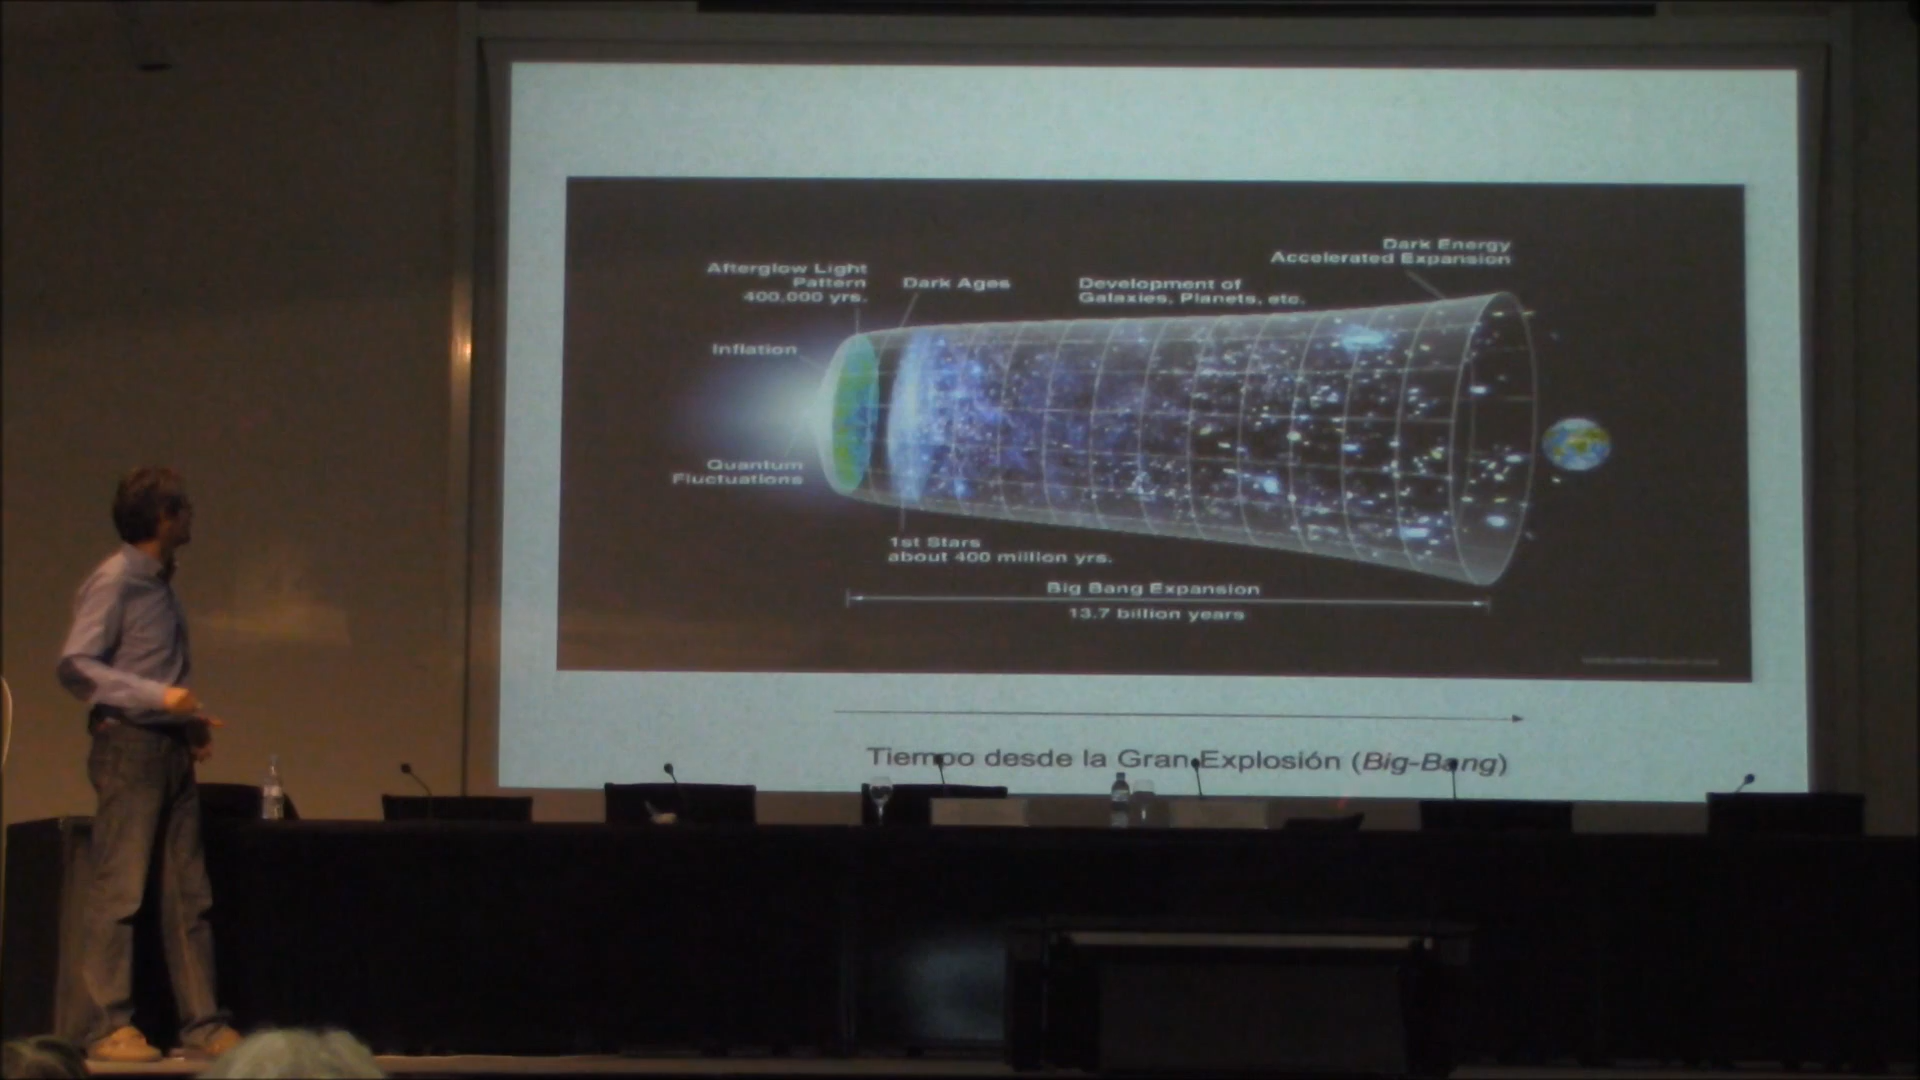 Dark Energy
Accelerated Expansion
Afterglow Light
Pattern
400,000 yrs.
Dark Ages
Development of
Galaxies, Planets, etc.
Inflation
Quantum
Fluctuations
1st Stars
about 400 million yrs.
Big Bang Expansion
13.7 billion years
Tiempo desde la Gran Explosión (Big-Bang)